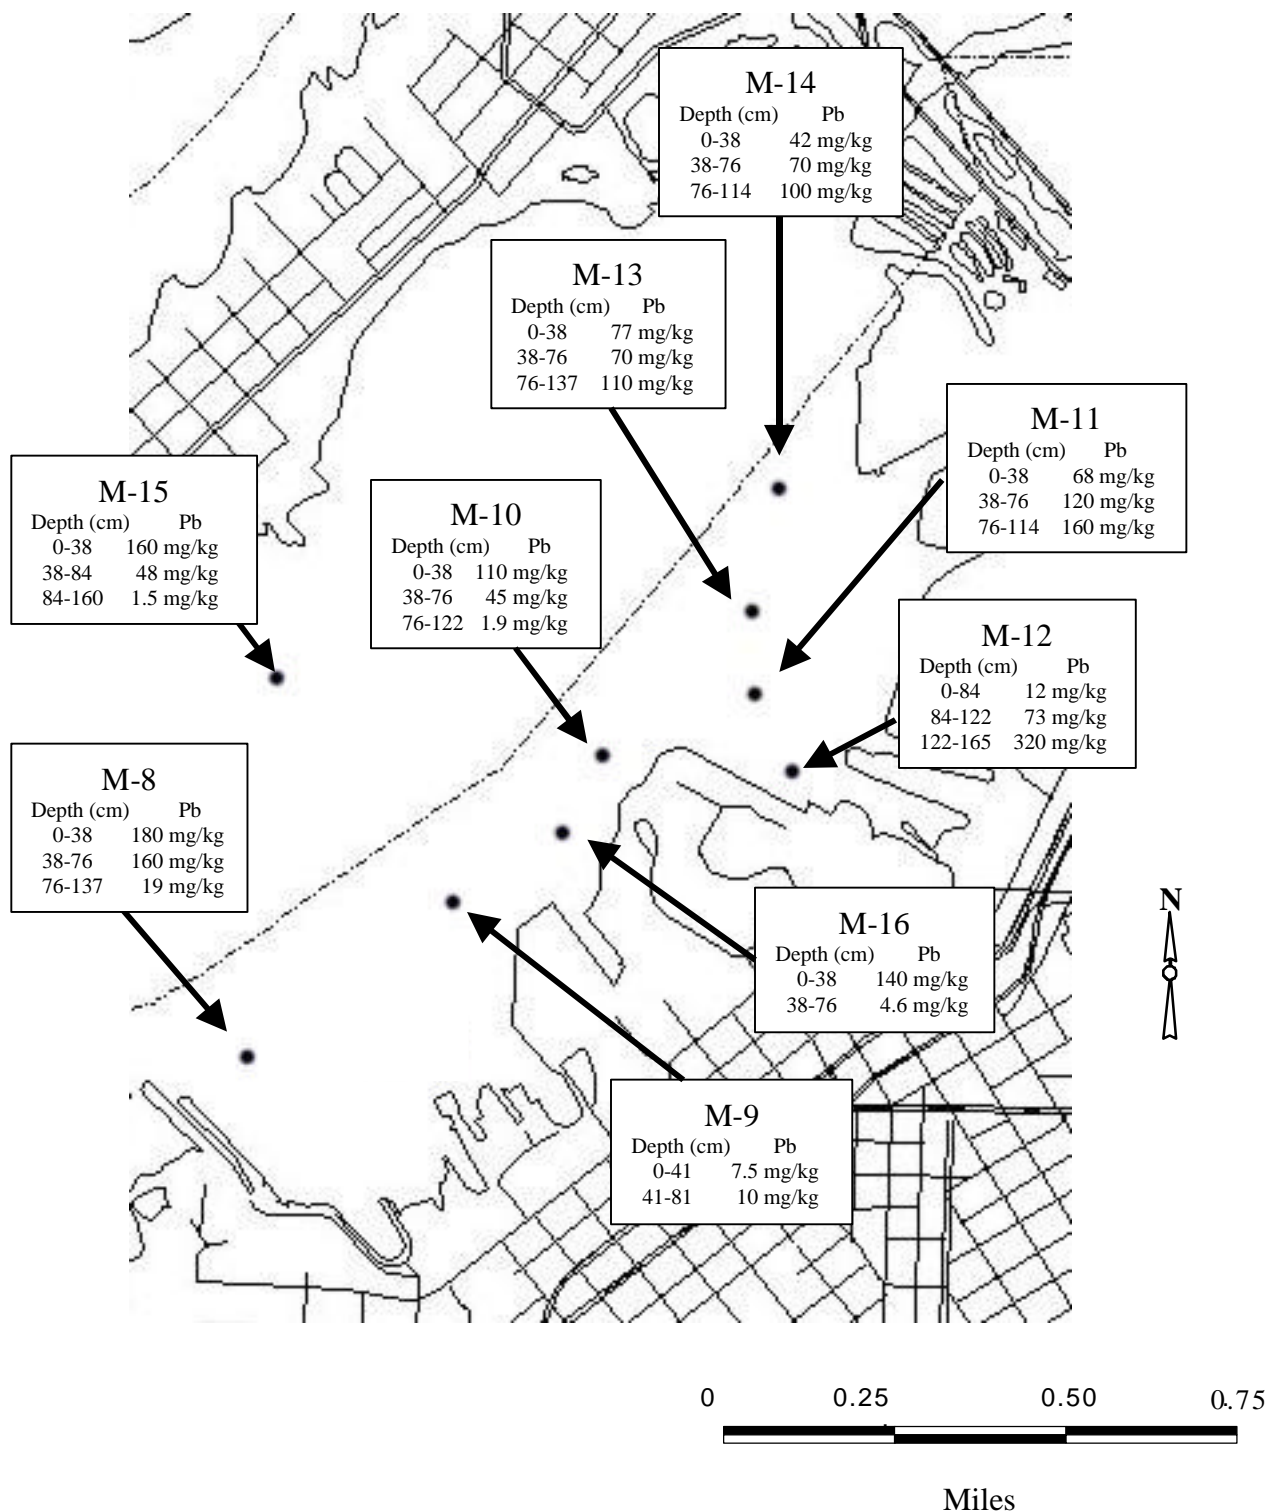 M-14
Depth (cm) Pb
0-38 42 mg/kg
38-76 70 mg/kg
76-114 100 mg/kg
M-13
Depth (cm) Pb
0-38 77 mg/kg
38-76 70 mg/kg
76-137 110 mg/kg
M-11
Depth (cm) Pb
0-38 68 mg/kg
38-76 120 mg/kg
76-114 160 mg/kg
M-15
Depth (cm) Pb
0-38 160 mg/kg
38-84 48 mg/kg
84-160 1.5 mg/kg
M-10
Depth (cm) Pb
0-38 110 mg/kg
38-76 45 mg/kg
76-122 1.9 mg/kg
M-12
Depth (cm) Pb
0-84 12 mg/kg
84-122 73 mg/kg
122-165 320 mg/kg
M-8
Depth (cm) Pb
0-38 180 mg/kg
38-76 160 mg/kg
76-137 19 mg/kg
M-16
Depth (cm) Pb
0-38 140 mg/kg
38-76 4.6 mg/kg
N
M-9
Depth (cm) Pb
0-41 7.5 mg/kg
41-81 10 mg/kg
0 0.25 0.50 0.75
Miles